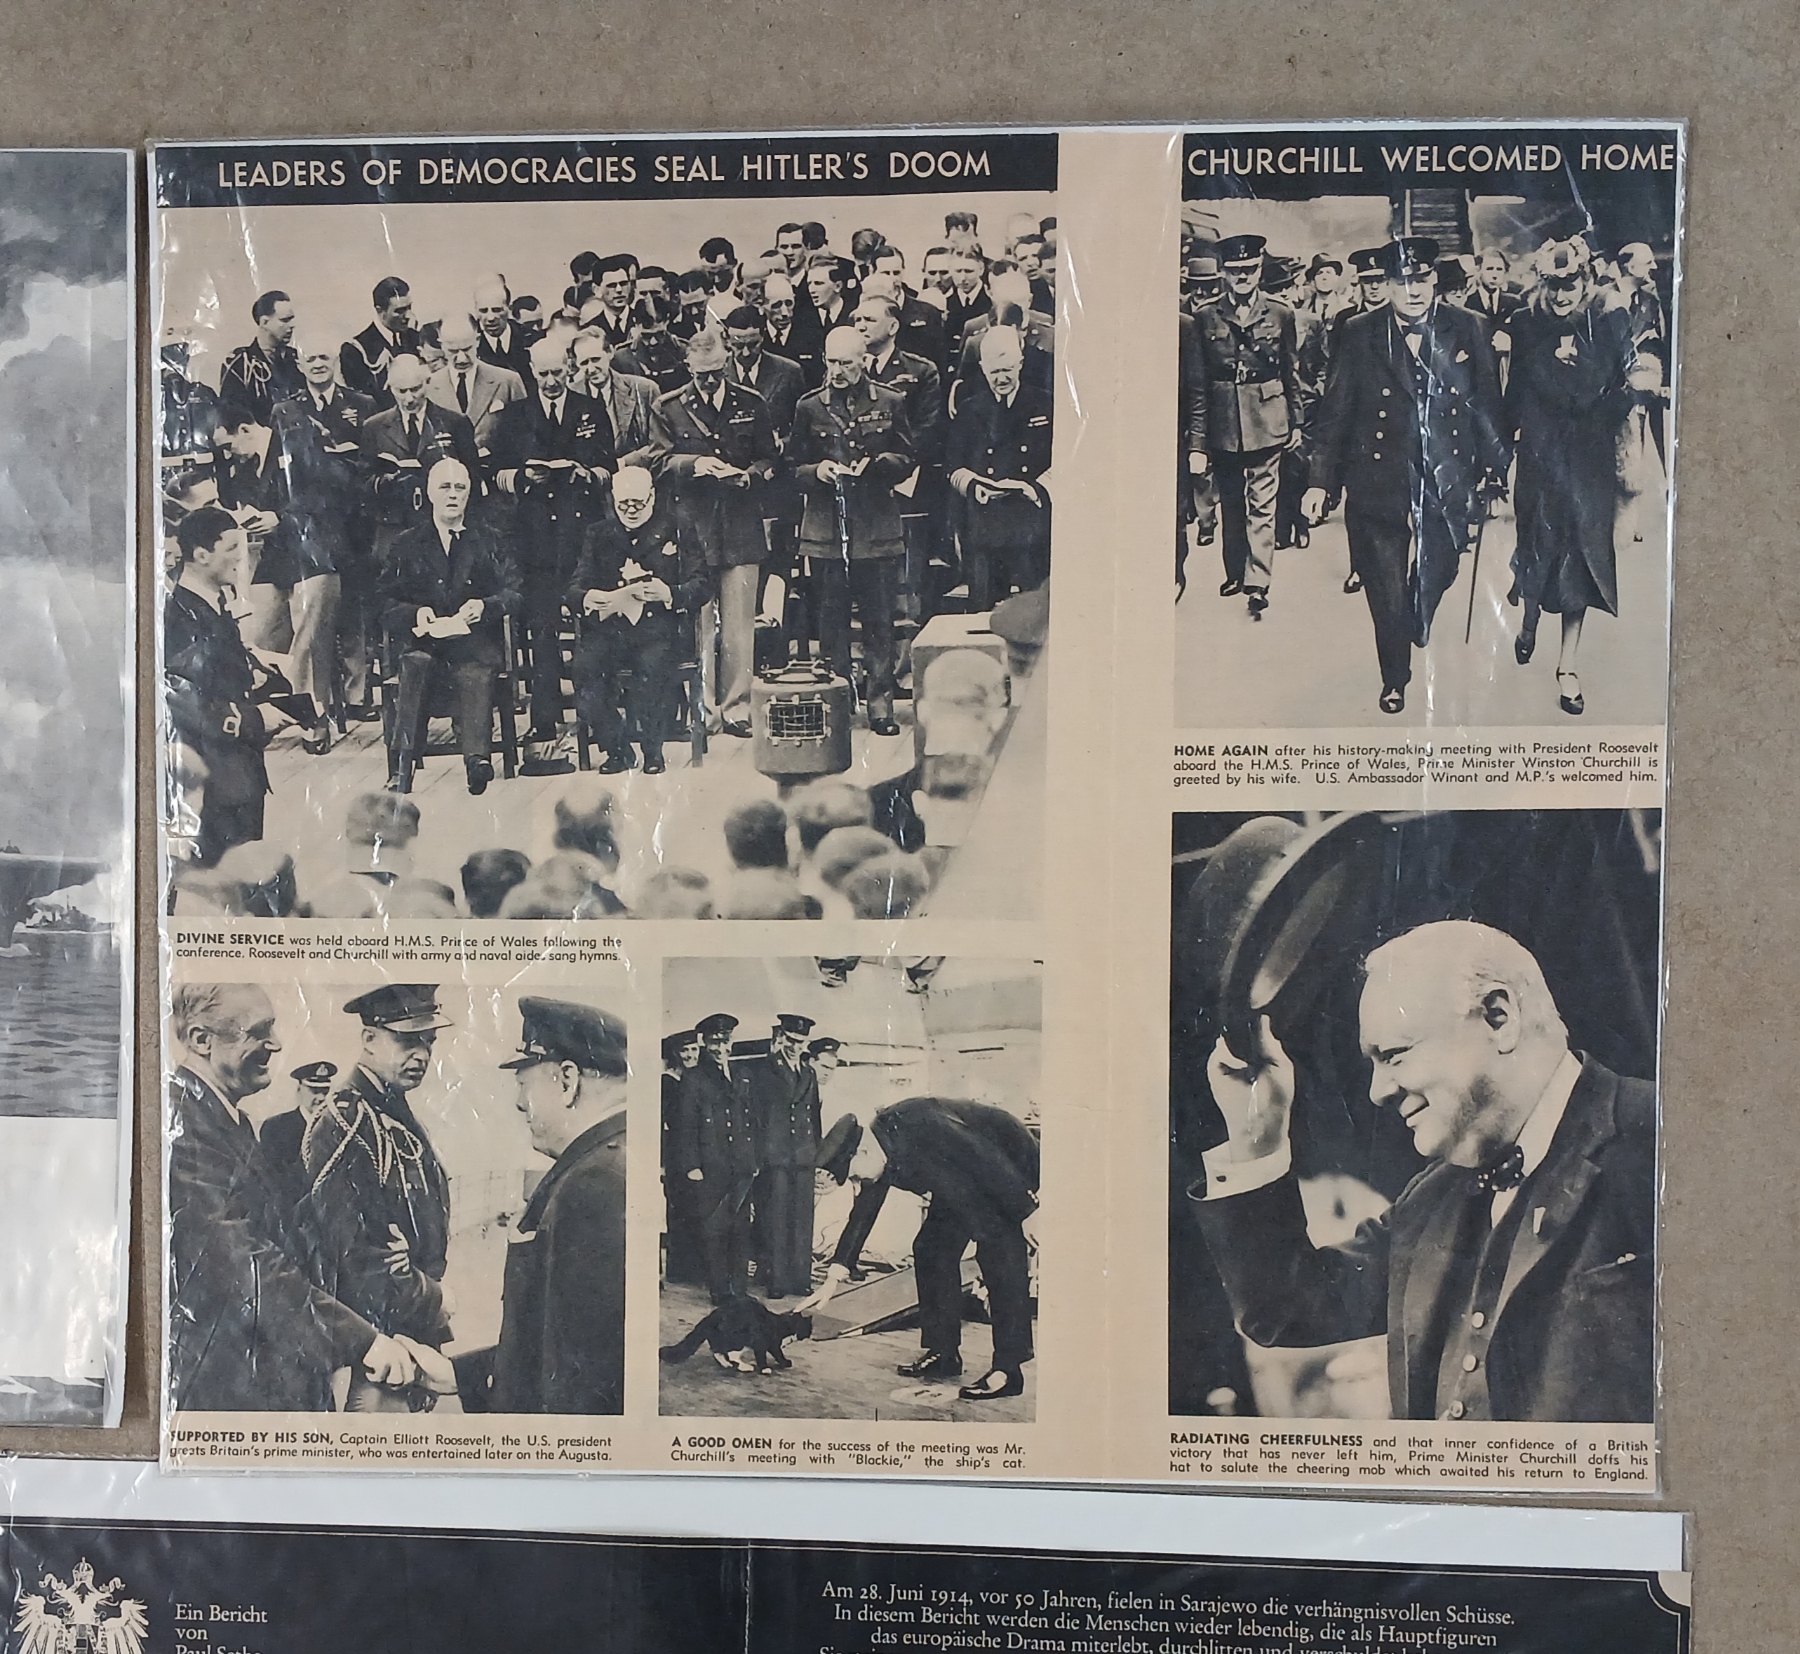 LEADERS OF DEMOCRACIES SEAL HITLER'S DOOM
DIVINE SERVICE was held aboard H.M.S. Prince of Wales following the
conference. Roosevelt and Churchill with army and naval aides sang hymns.
SUPPORTED BY HIS SON, Captain Elliott Roosevelt, the U.S. president
greets Britain's prime minister, who was entertained later on the Augusta.
A GOOD OMEN for the success of the meeting was Mr.
Churchill's meeting with "Blackie," the ship's cat.
CHURCHILL WELCOMED HOME
HOME AGAIN after his history-making meeting with President Roosevelt
aboard the H.M.S. Prince of Wales, Prime Minister Winston Churchill is
greeted by his wife. U.S. Ambassador Winant and M.P.'s welcomed him.
RADIATING CHEERFULNESS and that inner confidence of a British
victory that has never left him, Prime Minister Churchill doffs his
hat to salute the cheering mob which awaited his return to England.
Ein Bericht
von
Paul
Am 28. Juni 1914, vor 50 Jahren, fielen in Sarajewo die verhängnisvollen Schüsse.
In diesem Bericht werden die Menschen wieder lebendig, die als Hauptfiguren
das europäische Drama miterlebt, durchlitten und